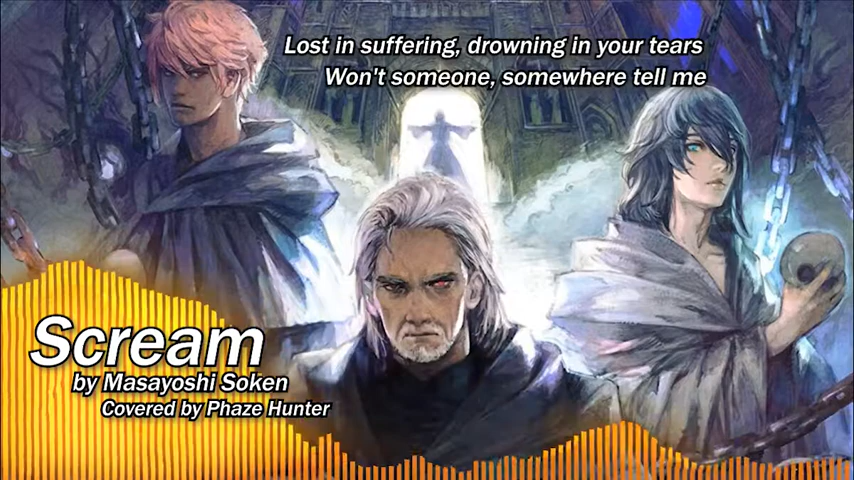 Lost in suffering, drowning in your tears
Won't someone, somewhere tell me
Scream
by Masayoshi Soken
Covered by Phaze Hunter